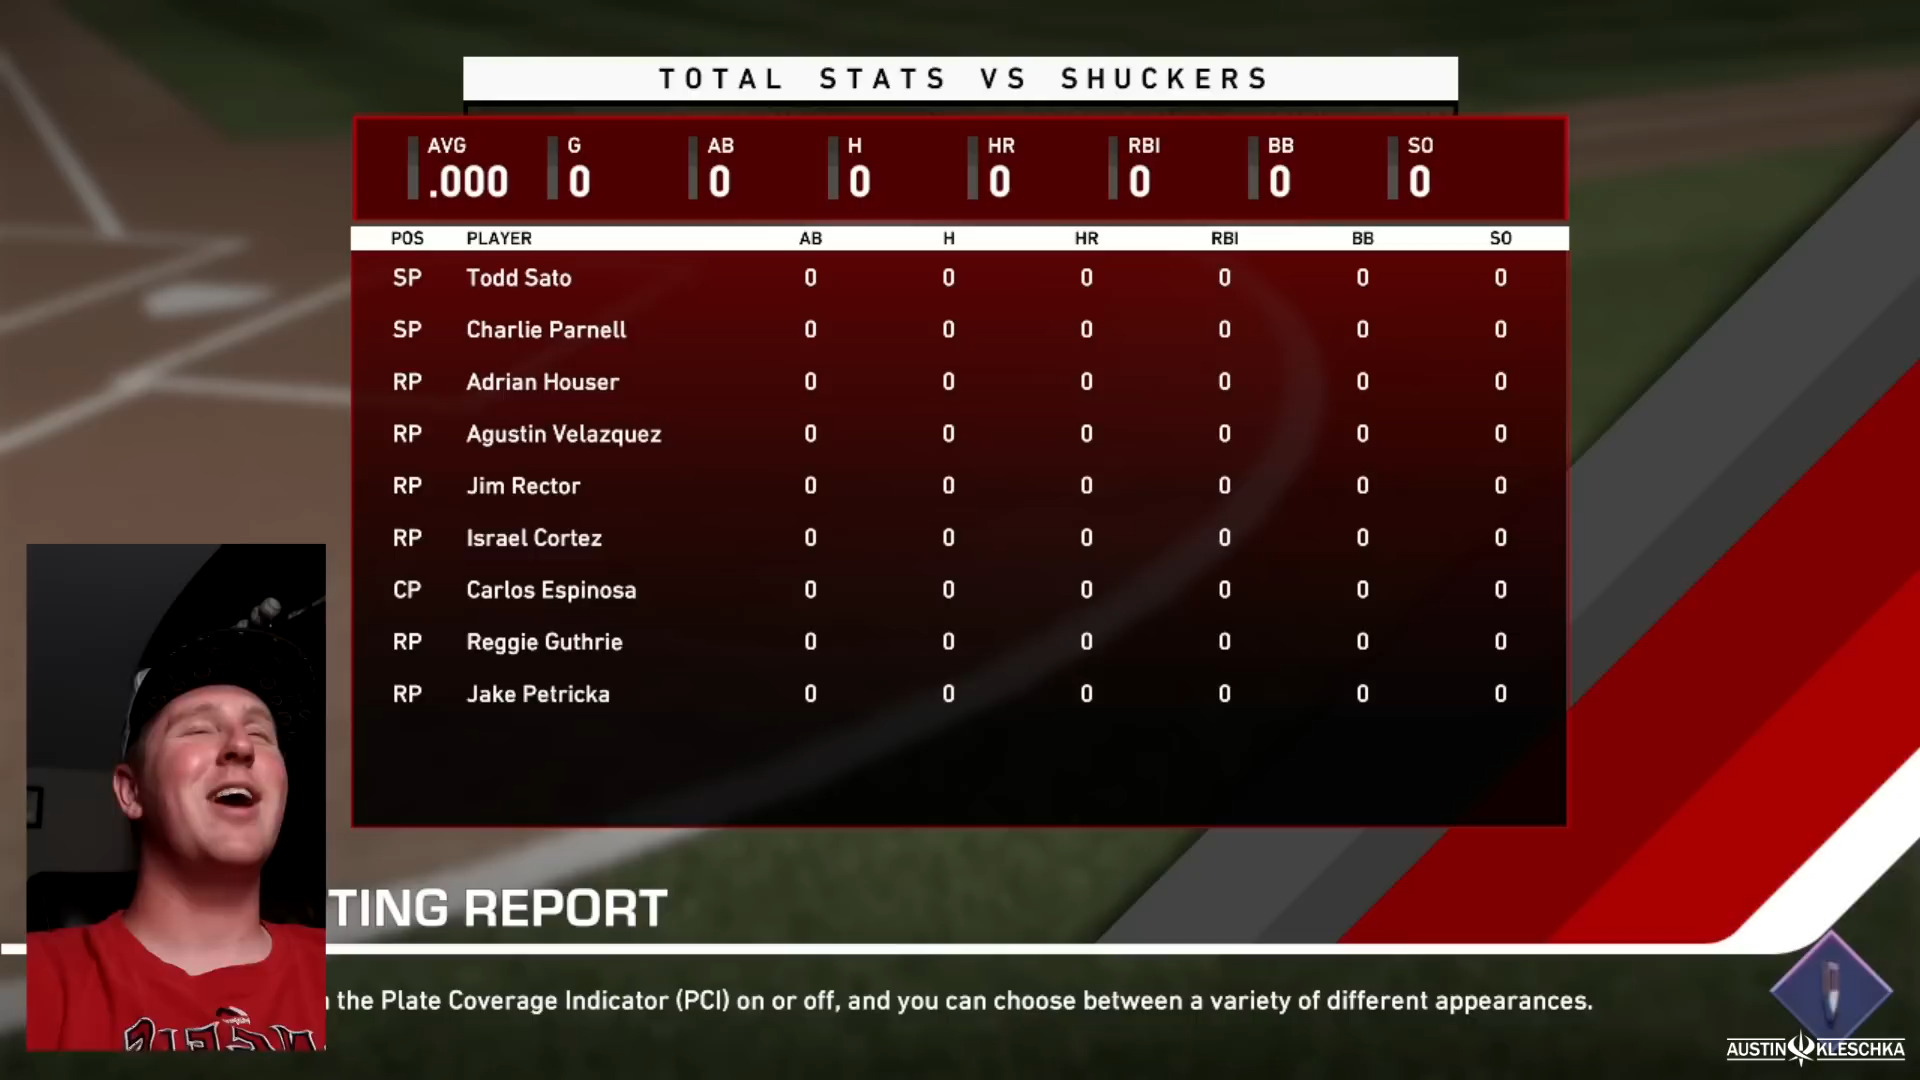 TOTAL STATS VS SHUCKERS
AVG G AB H HR RBI BB SO
.000 0 0 0 0 0 0 0
POS PLAYER AB H HR RBI BB SO
SP Todd Sato 0 0 0 0 0 0
SP Charlie Parnell 0 0 0 0 0 0
RP Adrian Houser 0 0 0 0 0 0
RP Agustin Velazquez 0 0 0 0 0 0
RP Jim Rector 0 0 0 0 0 0
RP Israel Cortez 0 0 0 0 0 0
CP Carlos Espinosa 0 0 0 0 0 0
RP Reggie Guthrie 0 0 0 0 0 0
RP Jake Petricka 0 0 0 0 0 0
TING REPORT
the Plate Coverage Indicator (PCI) on or off, and you can choose between a variety of different appearances.
AUSTIN KLESCHKA